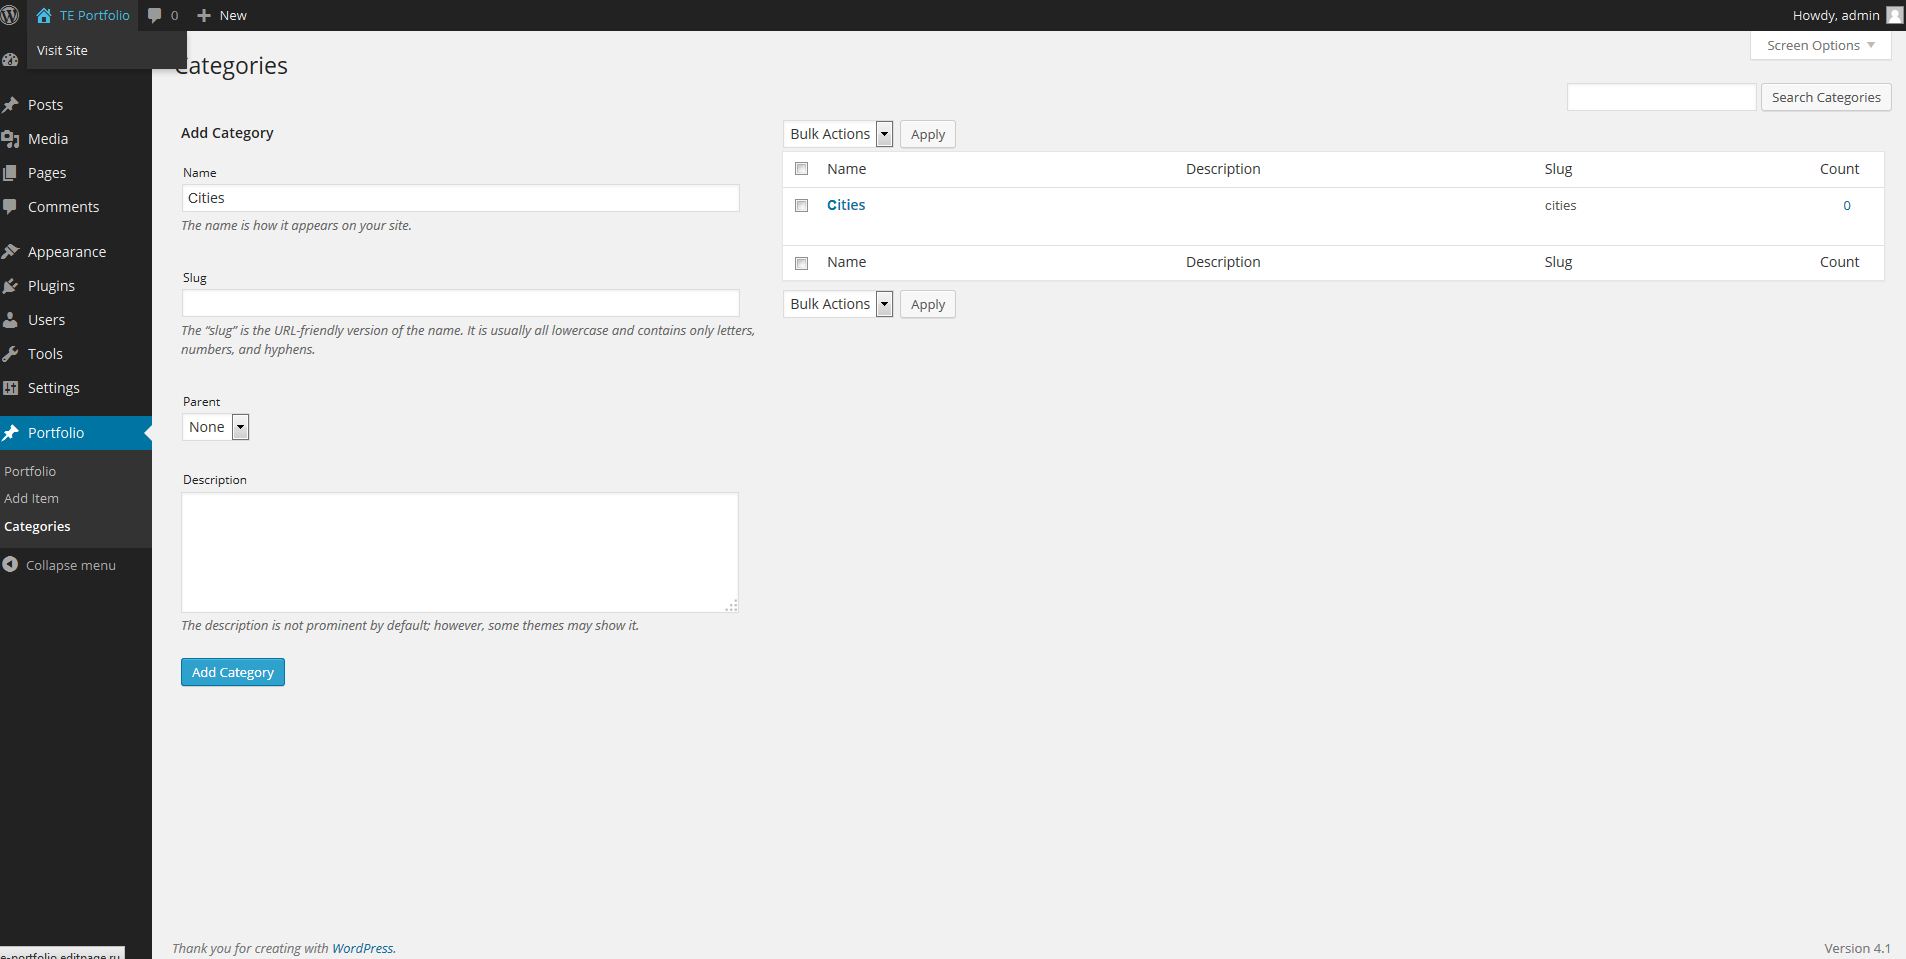 TE Portfolio 0 New Howdy, admin
Visit Site
Screen Options
Categories
Search Categories
Posts
Media
Pages
Comments
Appearance
Plugins
Users
Tools
Settings
Portfolio
Portfolio
Add Item
Categories
Collapse menu
Add Category
Name
Cities
The name is how it appears on your site.
Slug
The “slug” is the URL-friendly version of the name. It is usually all lowercase and contains only letters,
numbers, and hyphens.
Parent
None
Description
The description is not prominent by default; however, some themes may show it.
Add Category
Bulk Actions Apply
Name Description Slug Count
Cities cities 0
Name Description Slug Count
Bulk Actions Apply
Thank you for creating with WordPress. Version 4.1
e-portfolio.editpage.ru